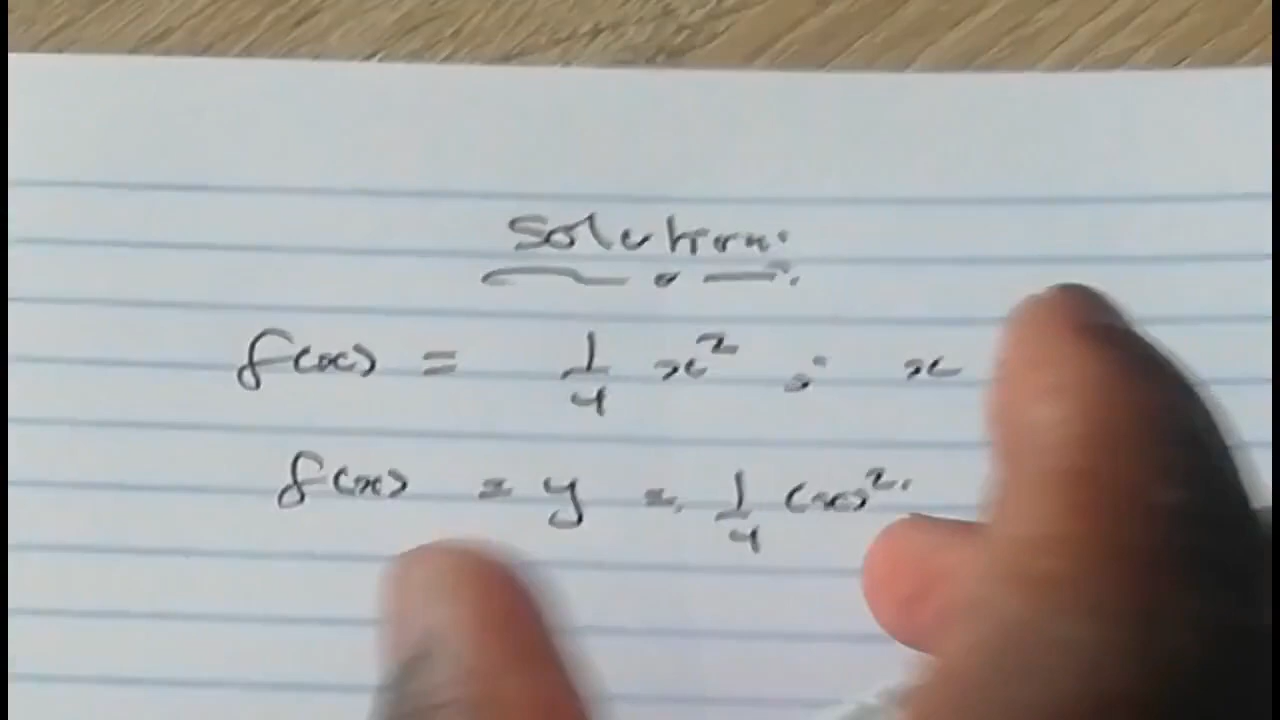 Solution:
f(x) = 1/4 x² ; x
f(x) = y = 1/4 (x)².